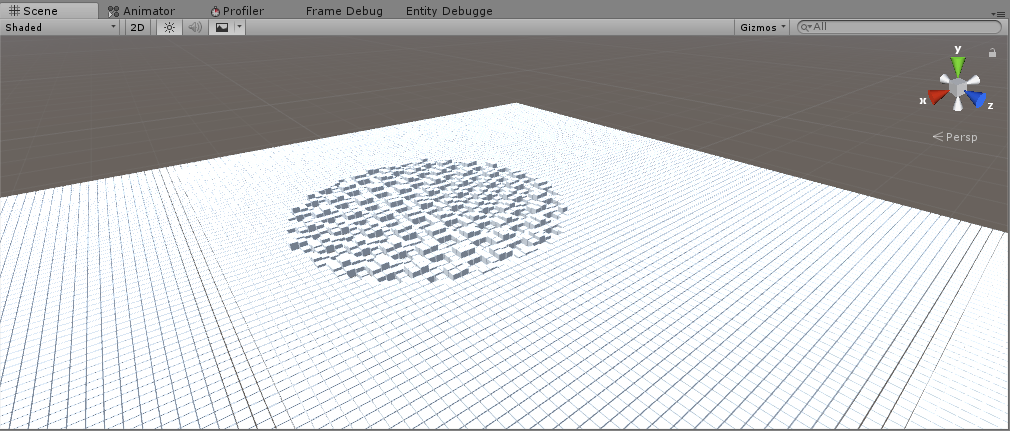 Scene Animator Profiler Frame Debug Entity Debugge
Shaded 2D Gizmos All
y
x z
Persp